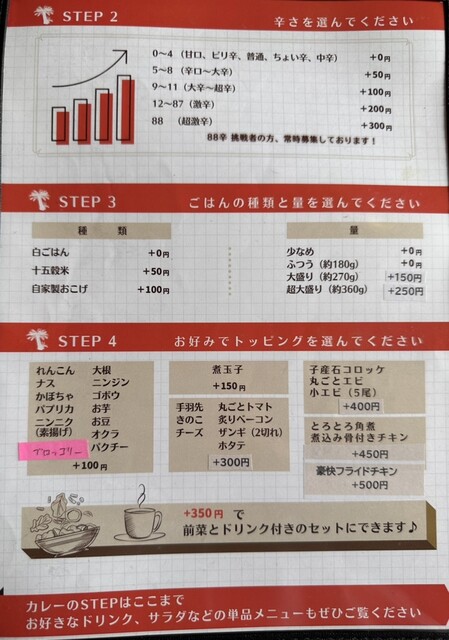 STEP 2 辛さを選んでください
0～4（甘口、ピリ辛、普通、ちょい辛、中辛） +0円
5～8（辛口～大辛） +50円
9～11（大辛～超辛） +100円
12～87（激辛） +200円
88 （超激辛） +300円
88辛 挑戦者の方、常時募集しております！
STEP 3 ごはんの種類と量を選んでください
種 類
白ごはん +0円
十五穀米 +50円
自家製おこげ +100円
量
少なめ +0円
ふつう（約180g） +0円
大盛り（約270g） +150円
超大盛り（約360g） +250円
STEP 4 お好みでトッピングを選んでください
れんこん 大根
ナス ニンジン
かぼちゃ ゴボウ
パプリカ お芋
ニンニク お豆
（素揚げ） オクラ
ブロッコリー パクチー
+100円
煮玉子
+150円
手羽先 丸ごとトマト
きのこ 炙りベーコン
チーズ ザンギ（2切れ）
ホタテ
+300円
子産石コロッケ
丸ごとエビ
小エビ（5尾）
+400円
とろとろ角煮
煮込み骨付きチキン
+450円
豪快フライドチキン
+500円
+350円 で
前菜とドリンク付きのセットにできます♪
カレーのSTEPはここまで
お好きなドリンク、サラダなどの単品メニューもぜひご覧ください